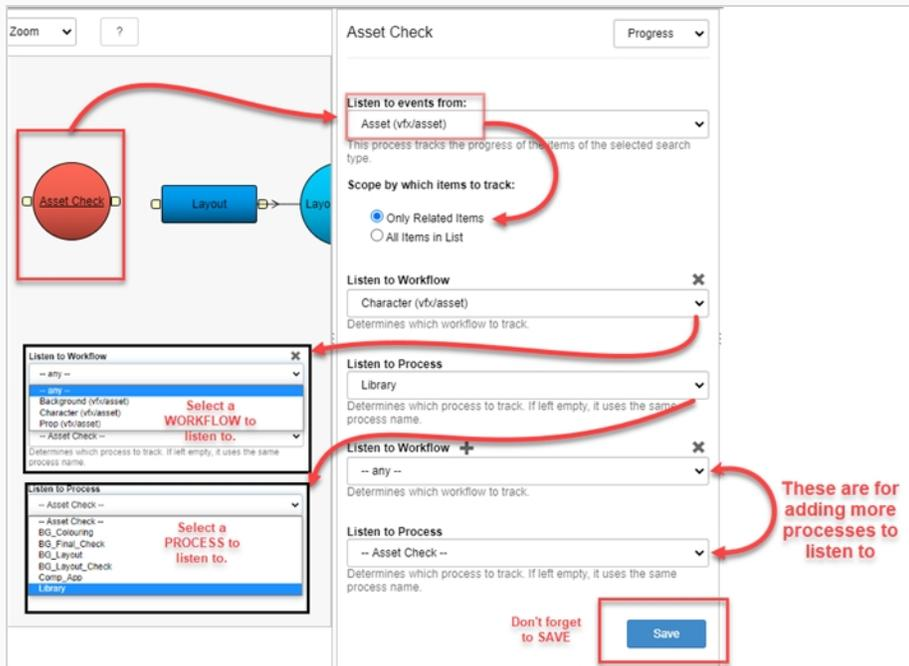 Zoom
?
Asset Check
Layout
Layo
Asset Check
Progress
Listen to events from:
Asset (vfx/asset)
This process tracks the progress of the items of the selected search
type.
Scope by which items to track:
Only Related Items
All Items in List
Listen to Workflow
Character (vfx/asset)
Determines which workflow to track.
Listen to Process
Library
Determines which process to track. If left empty, it uses the same
process name.
Listen to Workflow
-- any --
Determines which workflow to track.
Listen to Process
-- Asset Check --
Determines which process to track. If left empty, it uses the same
process name.
Save
Don't forget
to SAVE
These are for
adding more
processes to
listen to
Listen to Workflow
-- any --
-- any --
Background (vfx/asset)
Character (vfx/asset)
Prop (vfx/asset)
-- Asset Check --
Determines which process to track. If left empty, it uses the same
process name.
Select a
WORKFLOW to
listen to.
Listen to Process
-- Asset Check --
-- Asset Check --
BG_Colouring
BG_Final_Check
BG_Layout
BG_Layout_Check
Comp_App
Library
Select a
PROCESS to
listen to.